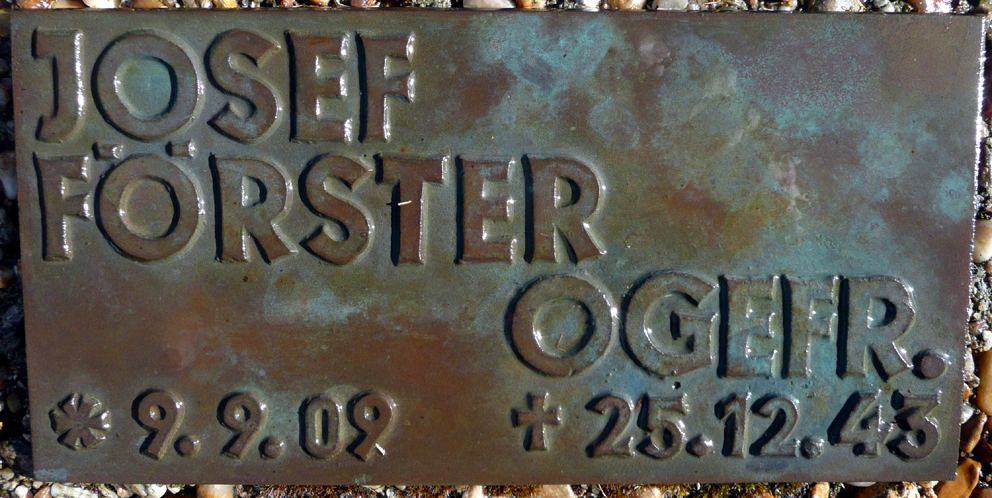 JOSEF
FÖRSTER
OGEFR.
* 9.9.09 † 25.12.43